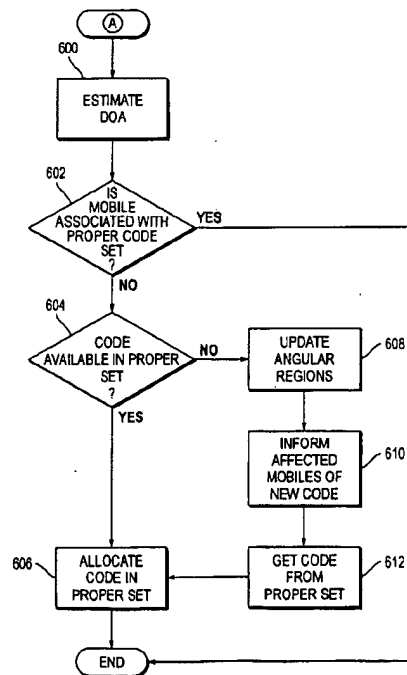 A
600
ESTIMATE
DOA
602
IS
MOBILE
ASSOCIATED WITH
PROPER CODE
SET
?
YES
NO
604
CODE
AVAILABLE IN PROPER
SET
?
NO
YES
UPDATE
ANGULAR
REGIONS
608
INFORM
AFFECTED
MOBILES OF
NEW CODE
610
606
ALLOCATE
CODE IN
PROPER SET
GET CODE
FROM
PROPER SET
612
END